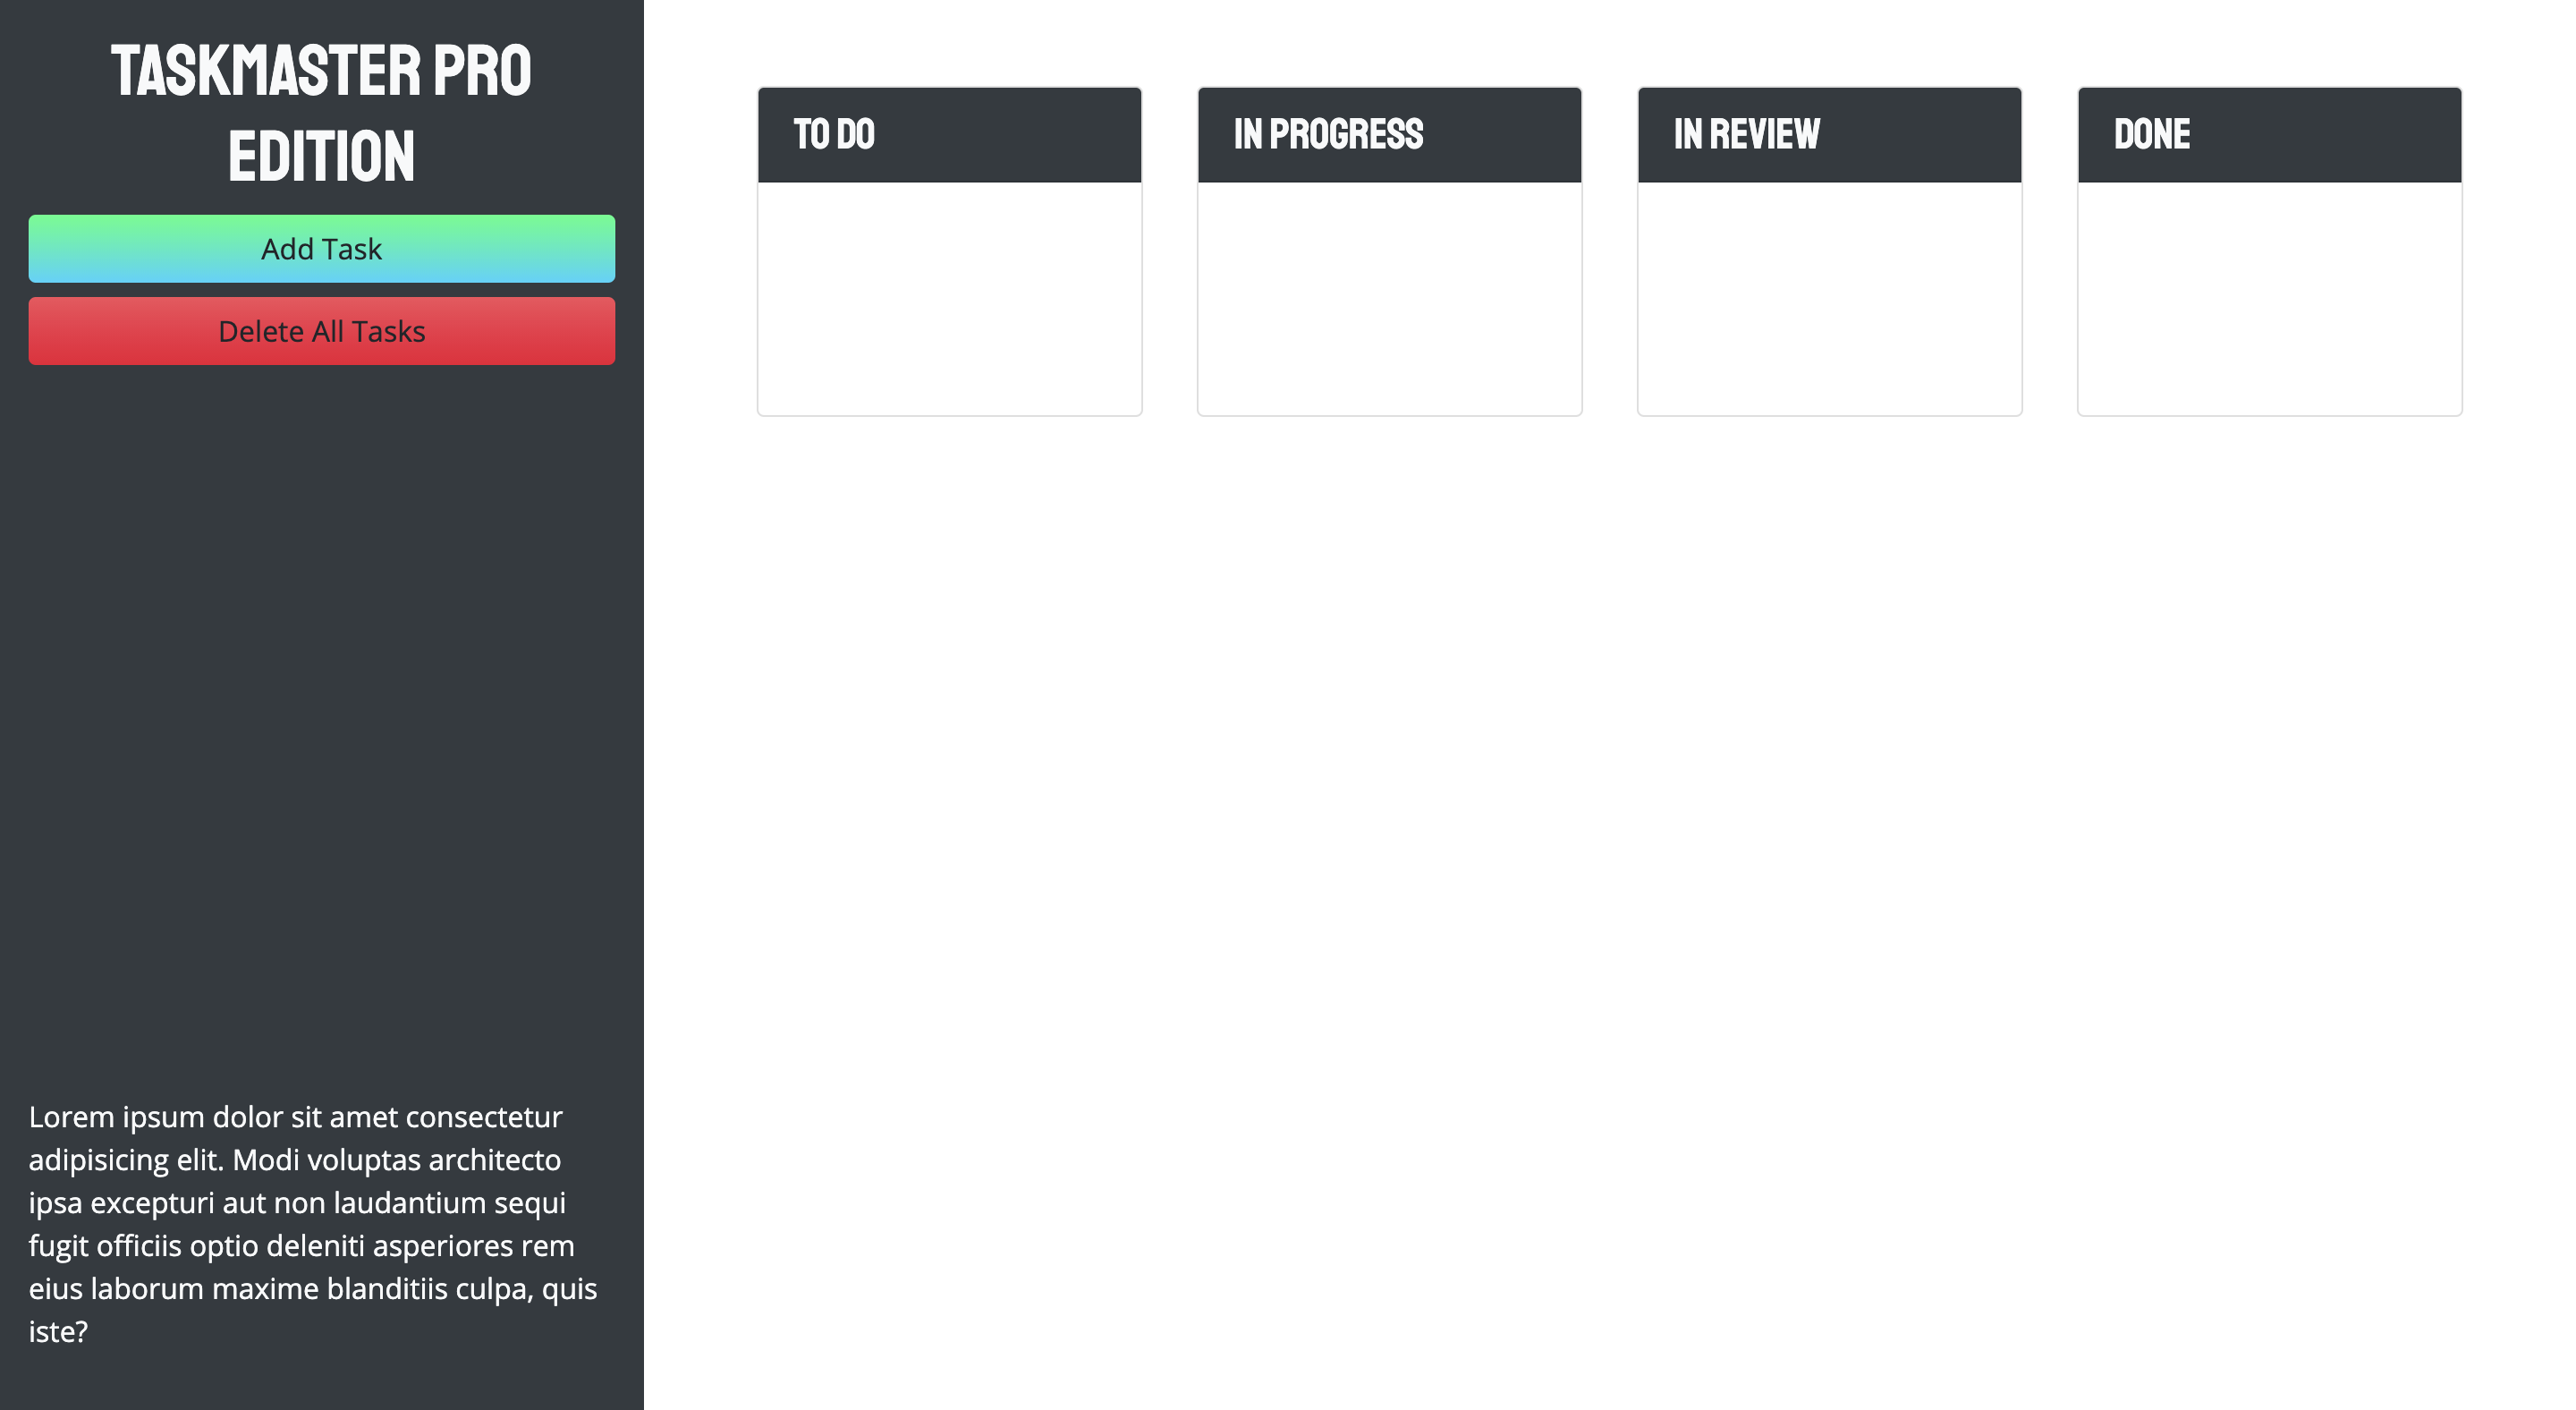 TASKMASTER PRO
EDITION
Add Task
Delete All Tasks
Lorem ipsum dolor sit amet consectetur
adipisicing elit. Modi voluptas architecto
ipsa excepturi aut non laudantium sequi
fugit officiis optio deleniti asperiores rem
eius laborum maxime blanditiis culpa, quis
iste?
TO DO
IN PROGRESS
IN REVIEW
DONE